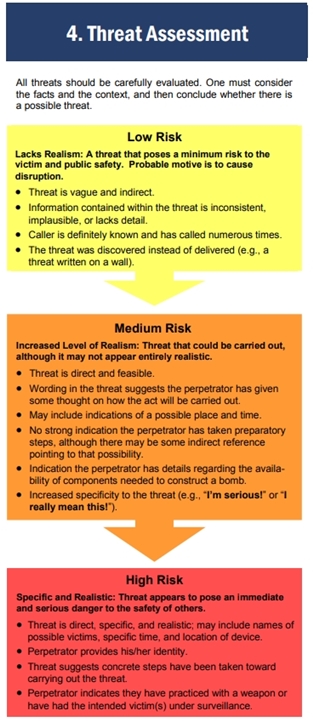 4. Threat Assessment
All threats should be carefully evaluated. One must consider
the facts and the context, and then conclude whether there is
a possible threat.
Low Risk
Lacks Realism: A threat that poses a minimum risk to the
victim and public safety. Probable motive is to cause
disruption.
• Threat is vague and indirect.
• Information contained within the threat is inconsistent,
implausible, or lacks detail.
• Caller is definitely known and has called numerous times.
• The threat was discovered instead of delivered (e.g., a
threat written on a wall).
Medium Risk
Increased Level of Realism: Threat that could be carried out,
although it may not appear entirely realistic.
• Threat is direct and feasible.
• Wording in the threat suggests the perpetrator has given
some thought on how the act will be carried out.
• May include indications of a possible place and time.
• No strong indication the perpetrator has taken preparatory
steps, although there may be some indirect reference
pointing to that possibility.
• Indication the perpetrator has details regarding the availa-
bility of components needed to construct a bomb.
• Increased specificity to the threat (e.g., “I’m serious!” or “I
really mean this!”).
High Risk
Specific and Realistic: Threat appears to pose an immediate
and serious danger to the safety of others.
• Threat is direct, specific, and realistic; may include names of
possible victims, specific time, and location of device.
• Perpetrator provides his/her identity.
• Threat suggests concrete steps have been taken toward
carrying out the threat.
• Perpetrator indicates they have practiced with a weapon or
have had the intended victim(s) under surveillance.